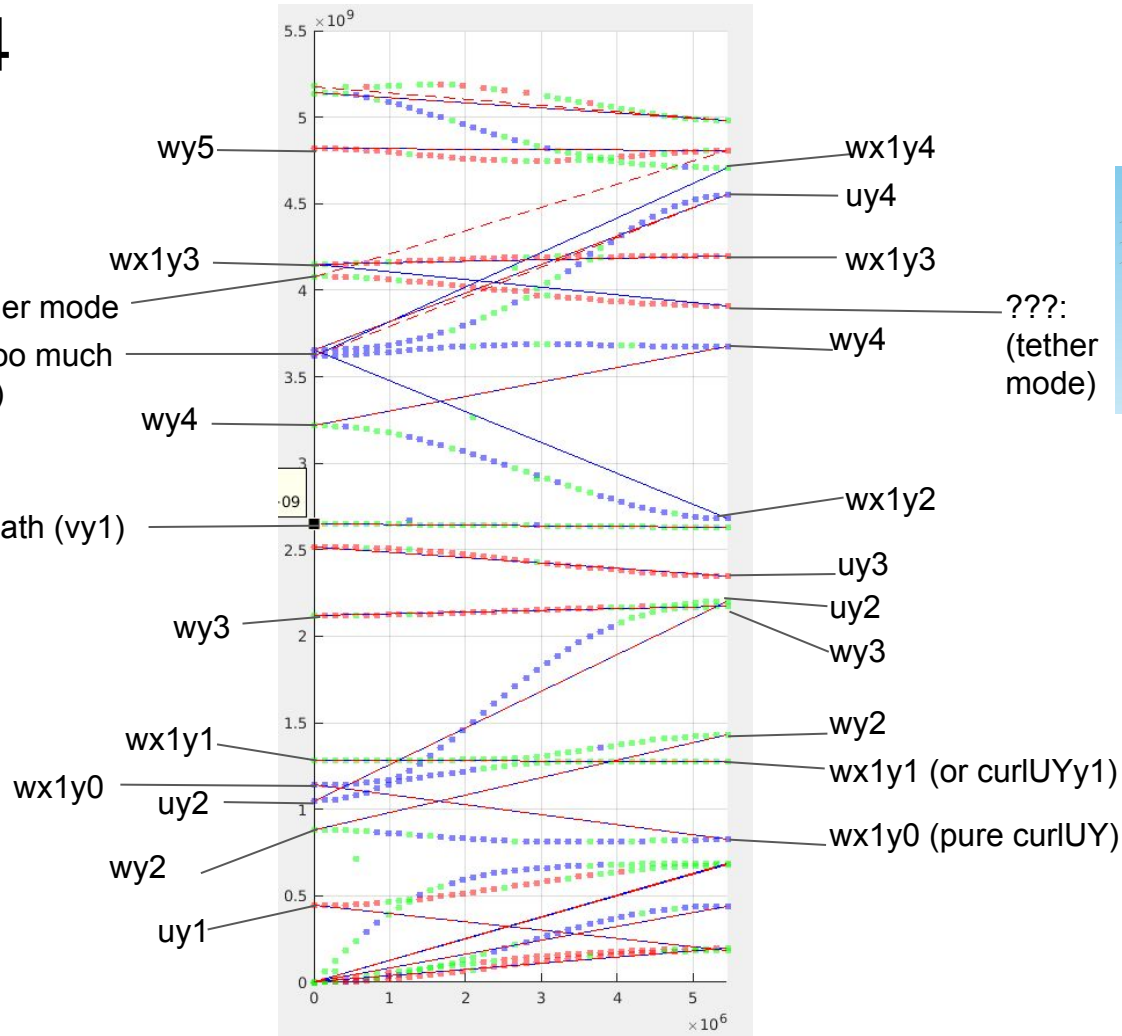 4
×10⁹
5.5
5
4.5
4
3.5
3
2.5
2
1.5
1
0.5
0
0
1
2
3
4
5
×10⁶
wy5
wx1y3
er mode
oo much
)
wy4
-09
ath (vy1)
wy3
wx1y1
wx1y0
uy2
wy2
uy1
wx1y4
uy4
wx1y3
???:
(tether
mode)
wy4
wx1y2
uy3
uy2
wy3
wy2
wx1y1 (or curlUYy1)
wx1y0 (pure curlUY)